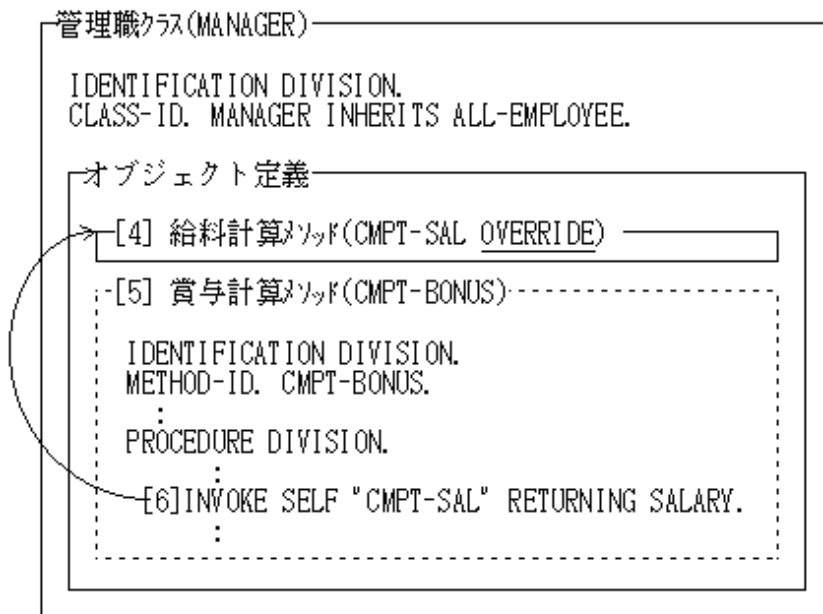 管理職ｸﾗｽ(MANAGER)
IDENTIFICATION DIVISION.
CLASS-ID. MANAGER INHERITS ALL-EMPLOYEE.
オブジェクト定義
[4] 給料計算ﾒｿｯﾄﾞ(CMPT-SAL OVERRIDE)
[5] 賞与計算ﾒｿｯﾄﾞ(CMPT-BONUS)
IDENTIFICATION DIVISION.
METHOD-ID. CMPT-BONUS.
:
PROCEDURE DIVISION.
:
[6]INVOKE SELF "CMPT-SAL" RETURNING SALARY.
: